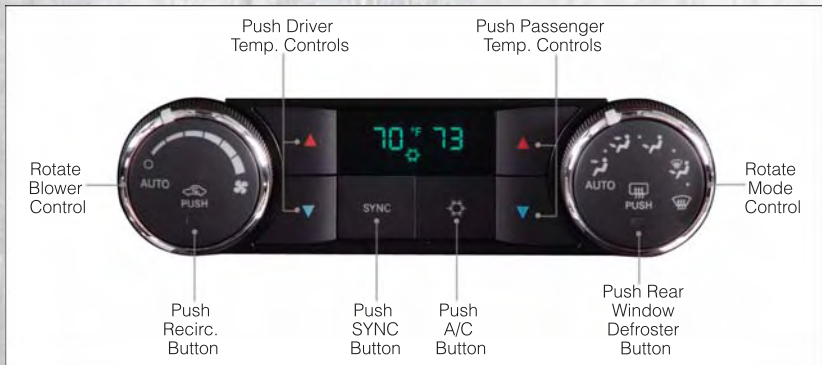 Push Driver
Temp. Controls
Push Passenger
Temp. Controls
70 °F 73
Rotate
Blower
Control
AUTO
PUSH
SYNC
AUTO
PUSH
Rotate
Mode
Control
Push
Recirc.
Button
Push
SYNC
Button
Push
A/C
Button
Push Rear
Window
Defroster
Button